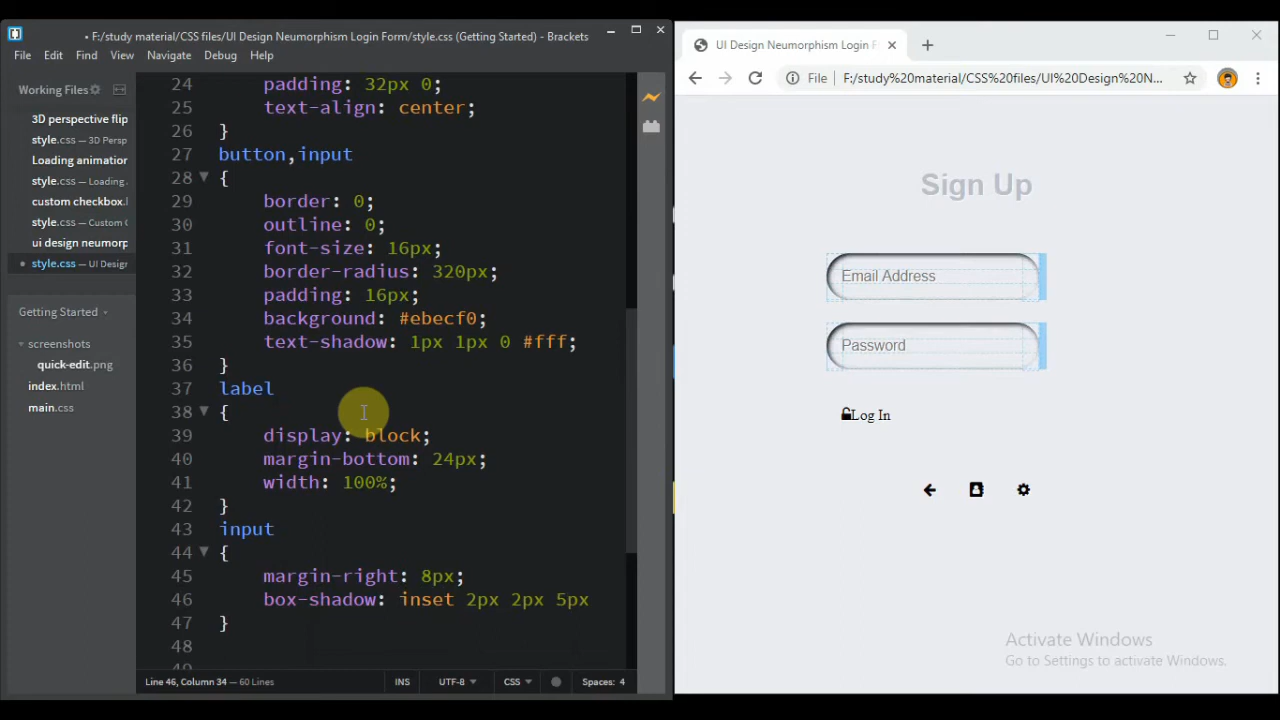 F:/study material/CSS files/UI Design Neumorphism Login Form/style.css (Getting Started) - Brackets
File Edit Find View Navigate Debug Help
Working Files
3D perspective flip
style.css — 3D Persp
Loading animation
style.css — Loading
custom checkbox.
style.css — Custom C
ui design neumorp
style.css — UI Desig
Getting Started
screenshots
quick-edit.png
index.html
main.css
24 padding: 32px 0;
25 text-align: center;
26 }
27 button,input
28 {
29 border: 0;
30 outline: 0;
31 font-size: 16px;
32 border-radius: 320px;
33 padding: 16px;
34 background: #ebecf0;
35 text-shadow: 1px 1px 0 #fff;
36 }
37 label
38 {
39 display: block;
40 margin-bottom: 24px;
41 width: 100%;
42 }
43 input
44 {
45 margin-right: 8px;
46 box-shadow: inset 2px 2px 5px
47 }
48
49
Line 46, Column 34 — 60 Lines
INS UTF-8 CSS Spaces: 4
UI Design Neumorphism Login F
File F:/study%20material/CSS%20files/UI%20Design%20N...
Sign Up
Email Address
Password
Log In
Activate Windows
Go to Settings to activate Windows.